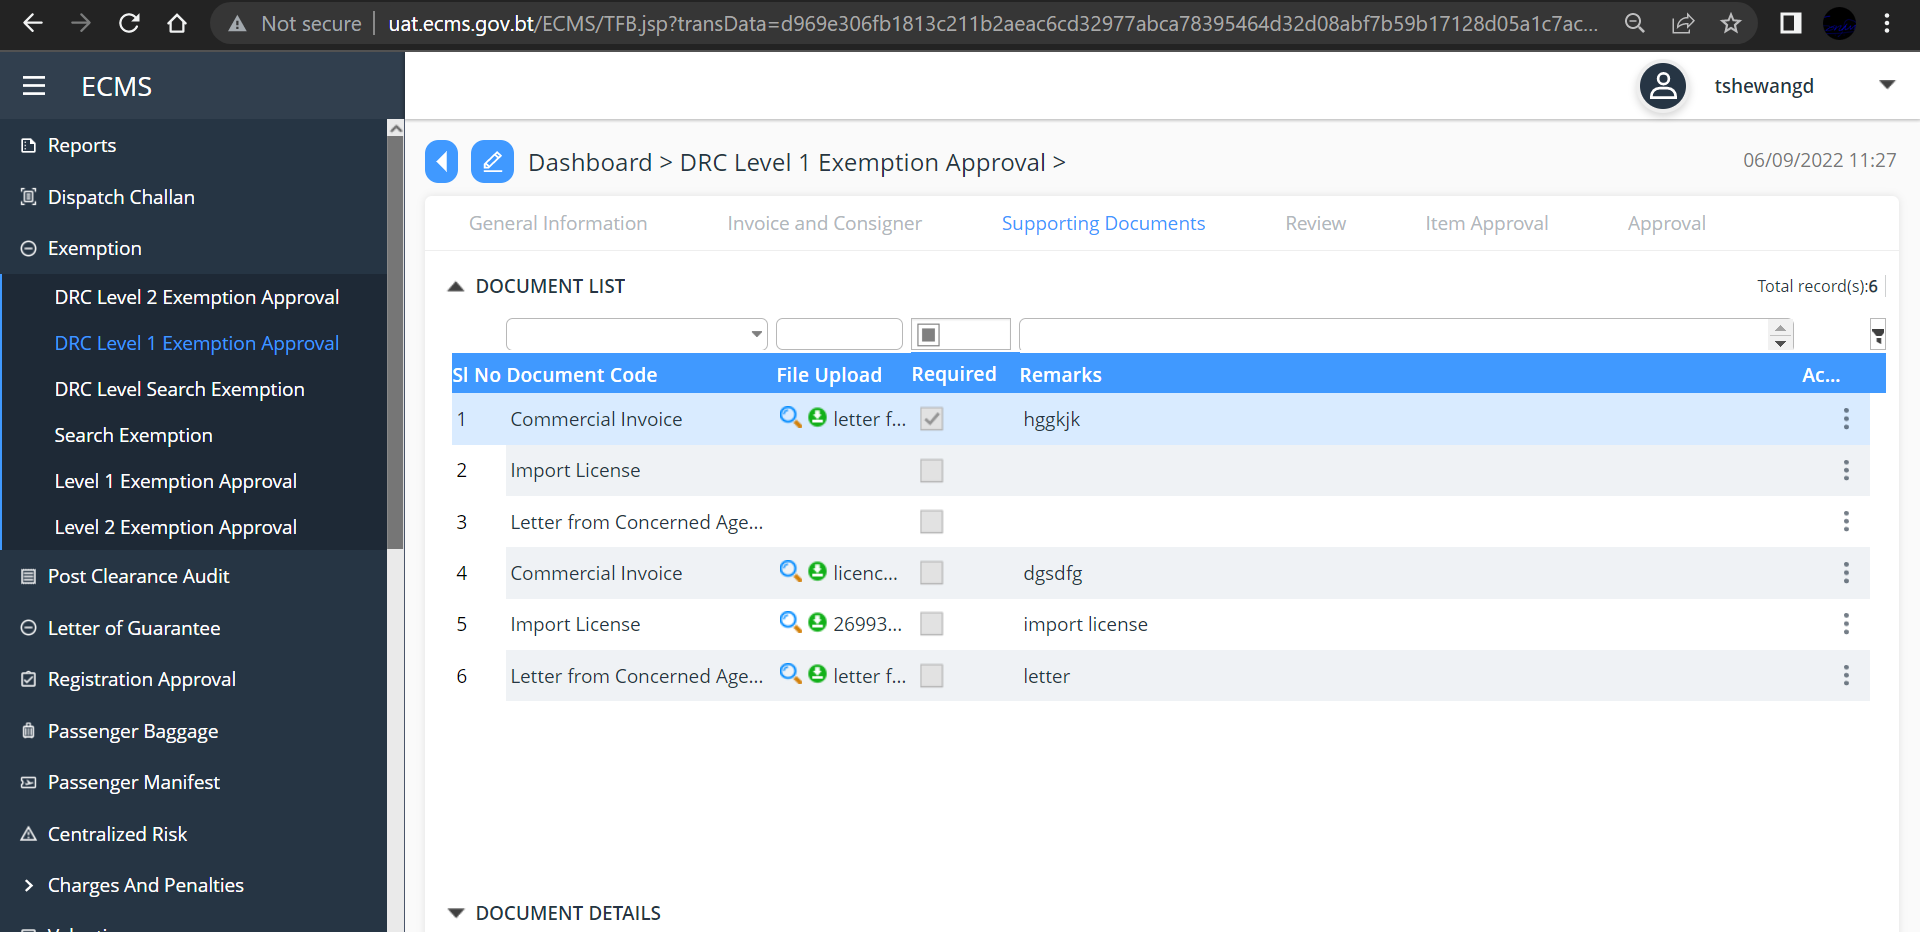 Not secure | uat.ecms.gov.bt/ECMS/TFB.jsp?transData=d969e306fb1813c211b2aeac6cd32977abca78395464d32d08abf7b59b17128d05a1c7ac...
ECMS
tshewangd
Reports
Dispatch Challan
Exemption
DRC Level 2 Exemption Approval
DRC Level 1 Exemption Approval
DRC Level Search Exemption
Search Exemption
Level 1 Exemption Approval
Level 2 Exemption Approval
Post Clearance Audit
Letter of Guarantee
Registration Approval
Passenger Baggage
Passenger Manifest
Centralized Risk
Charges And Penalties
Dashboard > DRC Level 1 Exemption Approval >
06/09/2022 11:27
General Information Invoice and Consigner Supporting Documents Review Item Approval Approval
DOCUMENT LIST
Total record(s):6
Sl No Document Code File Upload Required Remarks Ac...
1 Commercial Invoice letter f... hggkjk
2 Import License
3 Letter from Concerned Age...
4 Commercial Invoice licenc... dgsdfg
5 Import License 26993... import license
6 Letter from Concerned Age... letter f... letter
DOCUMENT DETAILS